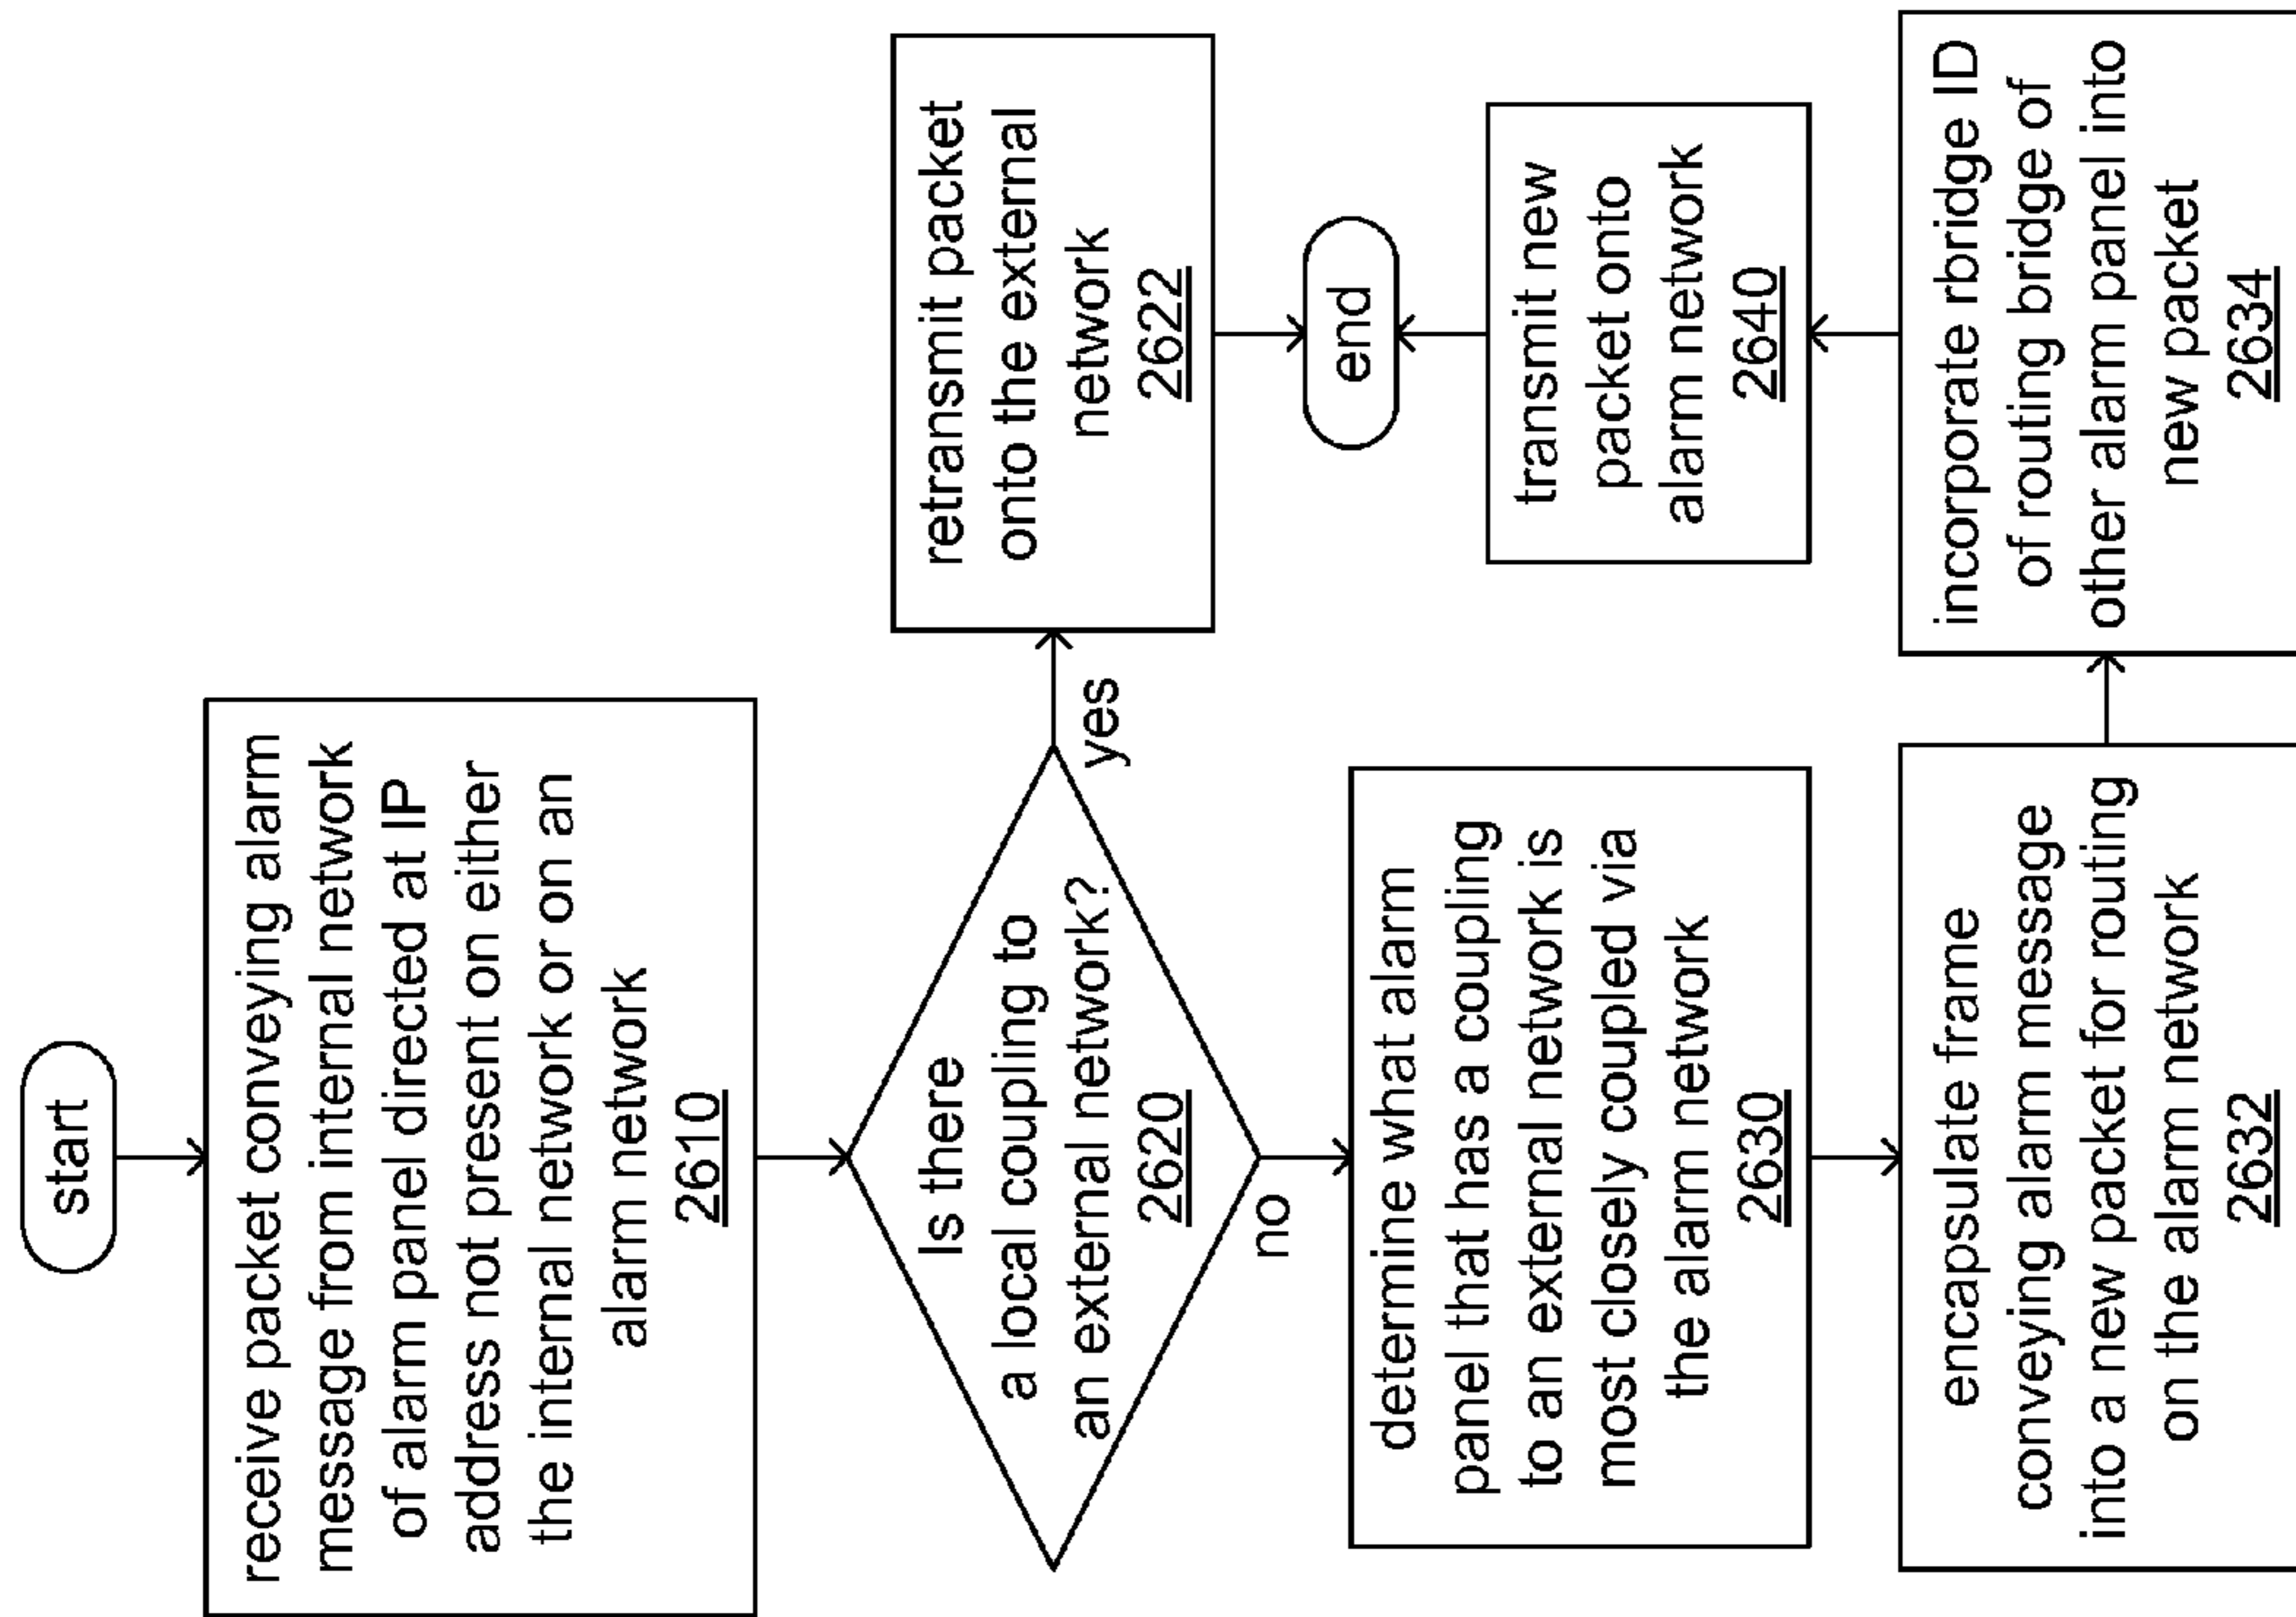 start
receive packet conveying alarm
message from internal network
of alarm panel directed at IP
address not present on either
the internal network or on an
alarm network
2610
Is there
a local coupling to
an external network?
2620
yes
retransmit packet
onto the external
network
2622
no
determine what alarm
panel that has a coupling
to an external network is
most closely coupled via
the alarm network
2630
encapsulate frame
conveying alarm message
into a new packet for routing
on the alarm network
2632
incorporate rbridge ID
of routing bridge of
other alarm panel into
new packet
2634
transmit new
packet onto
alarm network
2640
end